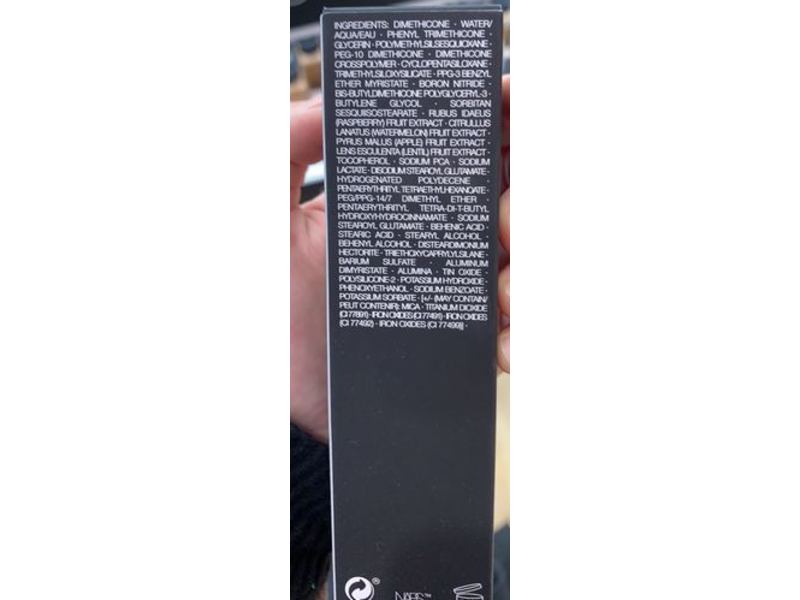 INGREDIENTS: DIMETHICONE · WATER/
AQUA/EAU · PHENYL TRIMETHICONE ·
GLYCERIN · POLYMETHYLSILSESQUIOXANE ·
PEG-10 DIMETHICONE · DIMETHICONE
CROSSPOLYMER · CYCLOPENTASILOXANE ·
TRIMETHYLSILOXYSILICATE · PPG-3 BENZYL
ETHER MYRISTATE · BORON NITRIDE ·
BIS-BUTYLDIMETHICONE POLYGLYCERYL-3 ·
BUTYLENE GLYCOL · SORBITAN
SESQUIISOSTEARATE · RUBUS IDAEUS
(RASPBERRY) FRUIT EXTRACT · CITRULLUS
LANATUS (WATERMELON) FRUIT EXTRACT ·
PYRUS MALUS (APPLE) FRUIT EXTRACT ·
LENS ESCULENTA (LENTIL) FRUIT EXTRACT ·
TOCOPHEROL · SODIUM PCA · SODIUM
LACTATE · DISODIUM STEAROYL GLUTAMATE ·
HYDROGENATED POLYDECENE ·
PENTAERYTHRITYL TETRAETHYLHEXANOATE ·
PEG/PPG-14/7 DIMETHYL ETHER ·
PENTAERYTHRITYL TETRA-DI-T-BUTYL
HYDROXYHYDROCINNAMATE · SODIUM
STEAROYL GLUTAMATE · BEHENIC ACID ·
STEARIC ACID · STEARYL ALCOHOL ·
BEHENYL ALCOHOL · DISTEARDIMONIUM
HECTORITE · TRIETHOXYCAPRYLYLSILANE ·
BARIUM SULFATE · ALUMINUM
DIMYRISTATE · ALUMINA · TIN OXIDE ·
POLYSILICONE-2 · POTASSIUM HYDROXIDE ·
PHENOXYETHANOL · SODIUM BENZOATE ·
POTASSIUM SORBATE · [+/- (MAY CONTAIN/
PEUT CONTENIR): MICA · TITANIUM DIOXIDE
(CI 77891) · IRON OXIDES (CI 77491) · IRON OXIDES
(CI 77492) · IRON OXIDES (CI 77499)] ·
® NARS™